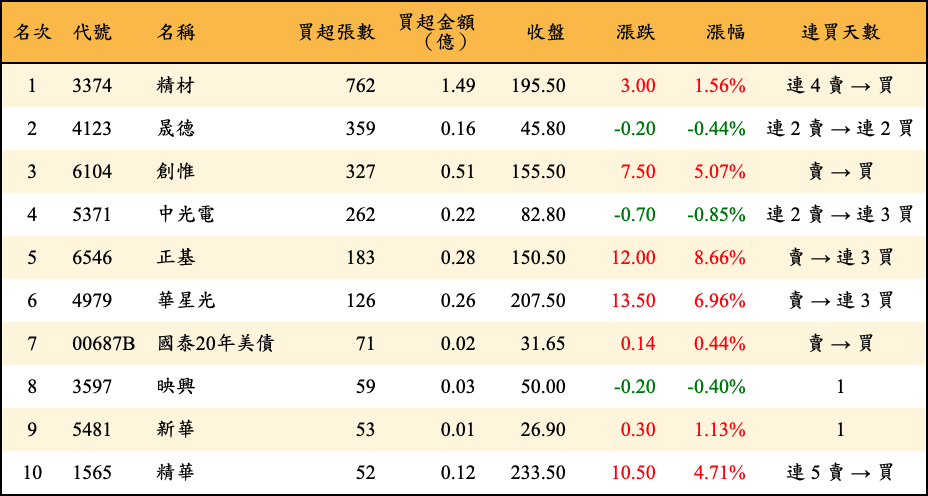 名次 代號 名稱 買超張數 買超金額（億） 收盤 漲跌 漲幅 連買天數
1 3374 精材 762 1.49 195.50 3.00 1.56% 連 4 賣 → 買
2 4123 晟德 359 0.16 45.80 -0.20 -0.44% 連 2 賣 → 連 2 買
3 6104 創惟 327 0.51 155.50 7.50 5.07% 賣 → 買
4 5371 中光電 262 0.22 82.80 -0.70 -0.85% 連 2 賣 → 連 3 買
5 6546 正基 183 0.28 150.50 12.00 8.66% 賣 → 連 3 買
6 4979 華星光 126 0.26 207.50 13.50 6.96% 賣 → 連 3 買
7 00687B 國泰20年美債 71 0.02 31.65 0.14 0.44% 賣 → 買
8 3597 映興 59 0.03 50.00 -0.20 -0.40% 1
9 5481 新華 53 0.01 26.90 0.30 1.13% 1
10 1565 精華 52 0.12 233.50 10.50 4.71% 連 5 賣 → 買